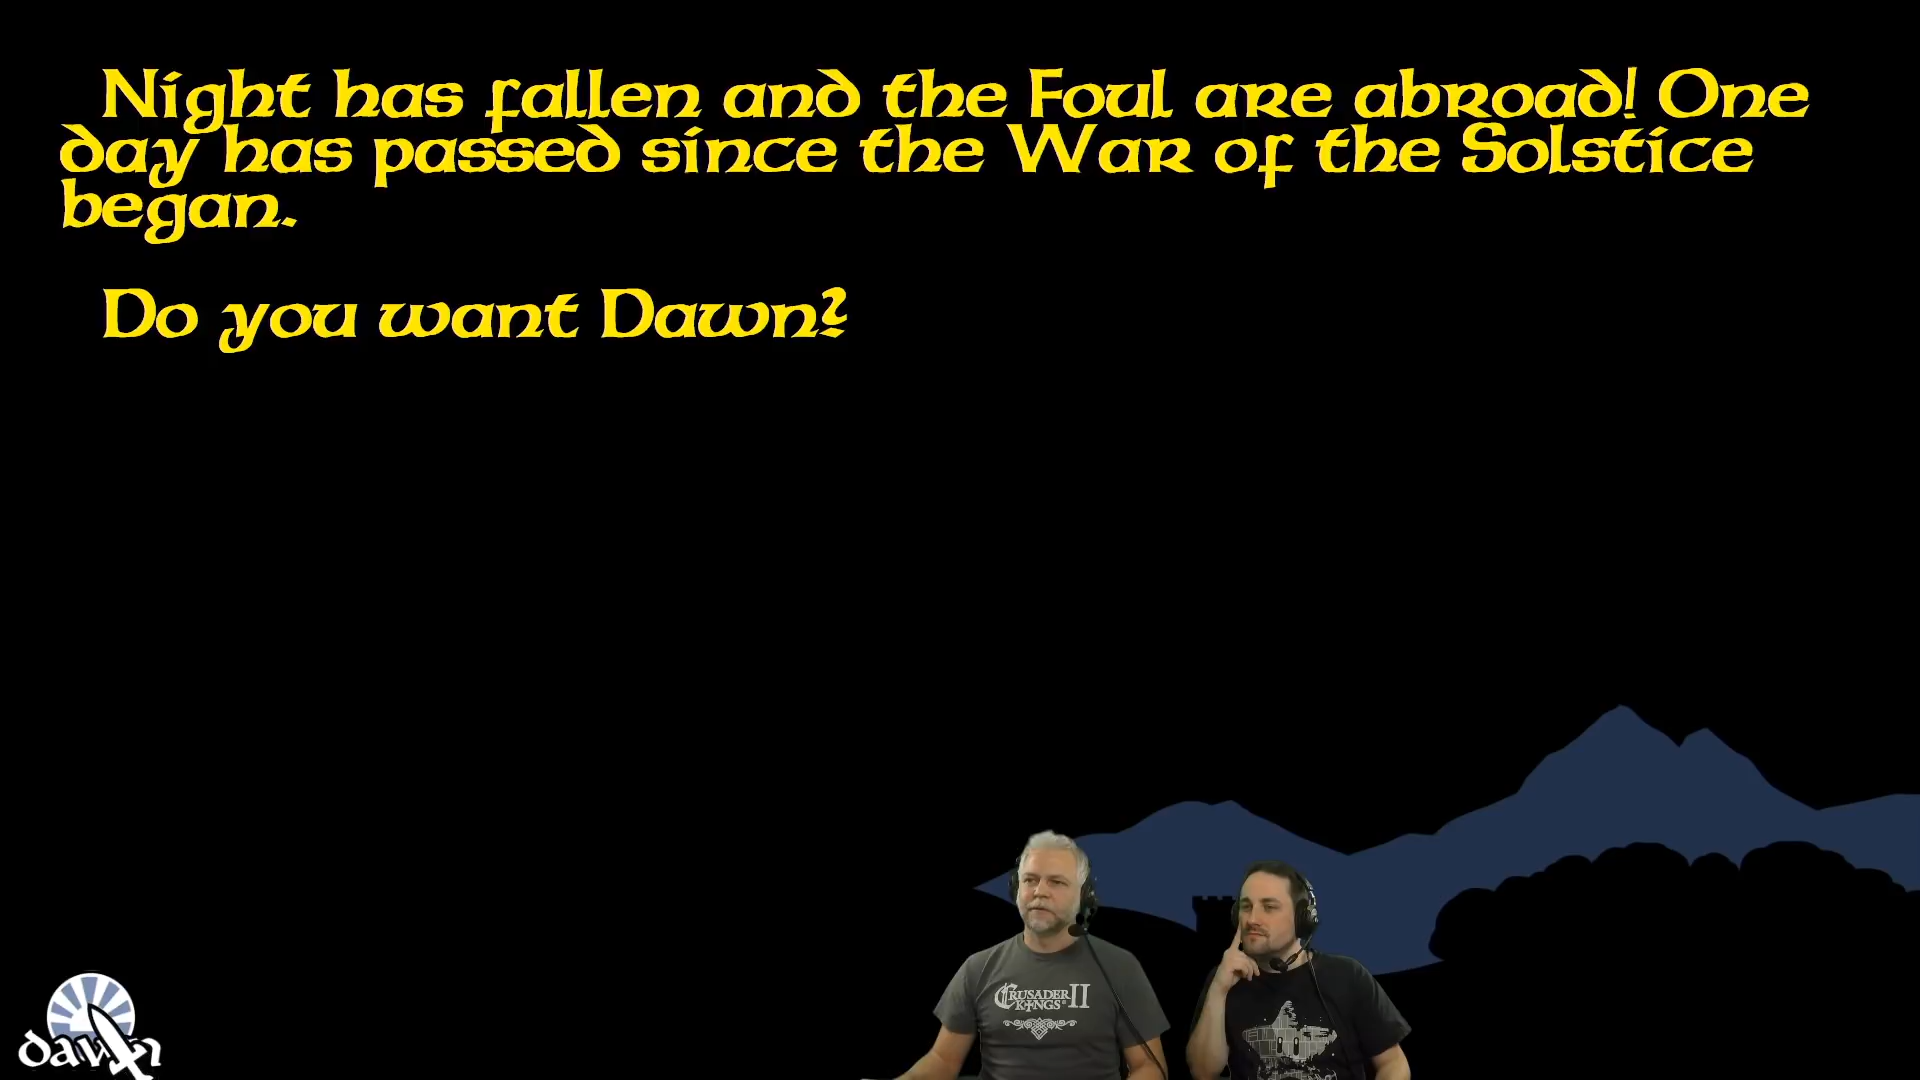 Night has fallen and the Foul are abroad! One
day has passed since the War of the Solstice
began.
Do you want Dawn?
CRUSADER II
KINGS
dawn